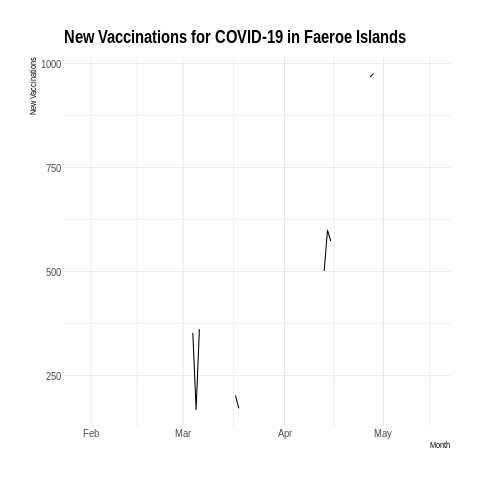 New Vaccinations for COVID-19 in Faeroe Islands
New Vaccinations
1000
750
500
250
Feb Mar Apr May
Month